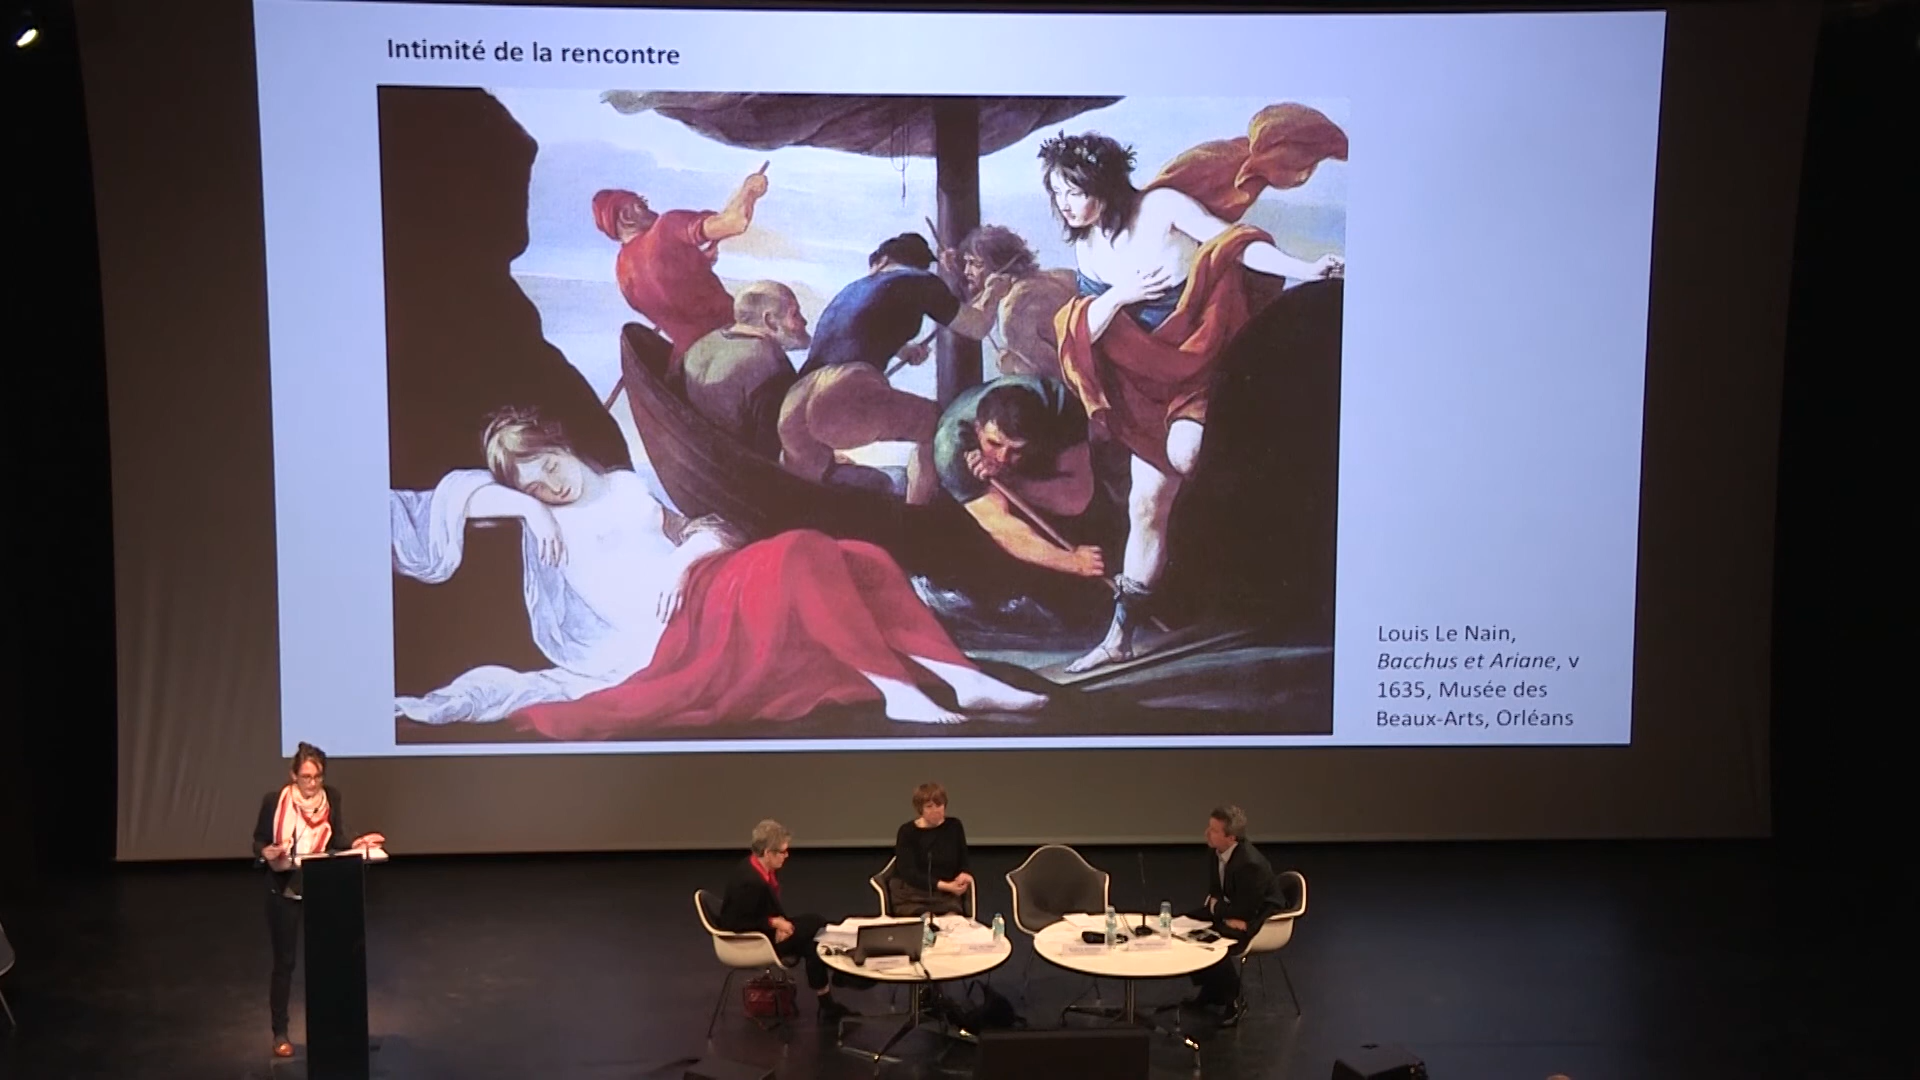 Intimité de la rencontre
Louis Le Nain,
Bacchus et Ariane, v
1635, Musée des
Beaux-Arts, Orléans